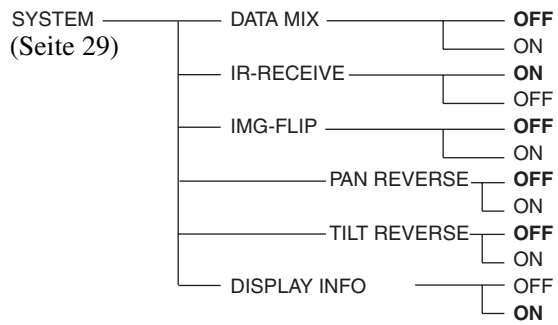 SYSTEM DATA MIX OFF
(Seite 29) ON
IR-RECEIVE ON
OFF
IMG-FLIP OFF
ON
PAN REVERSE OFF
ON
TILT REVERSE OFF
ON
DISPLAY INFO OFF
ON